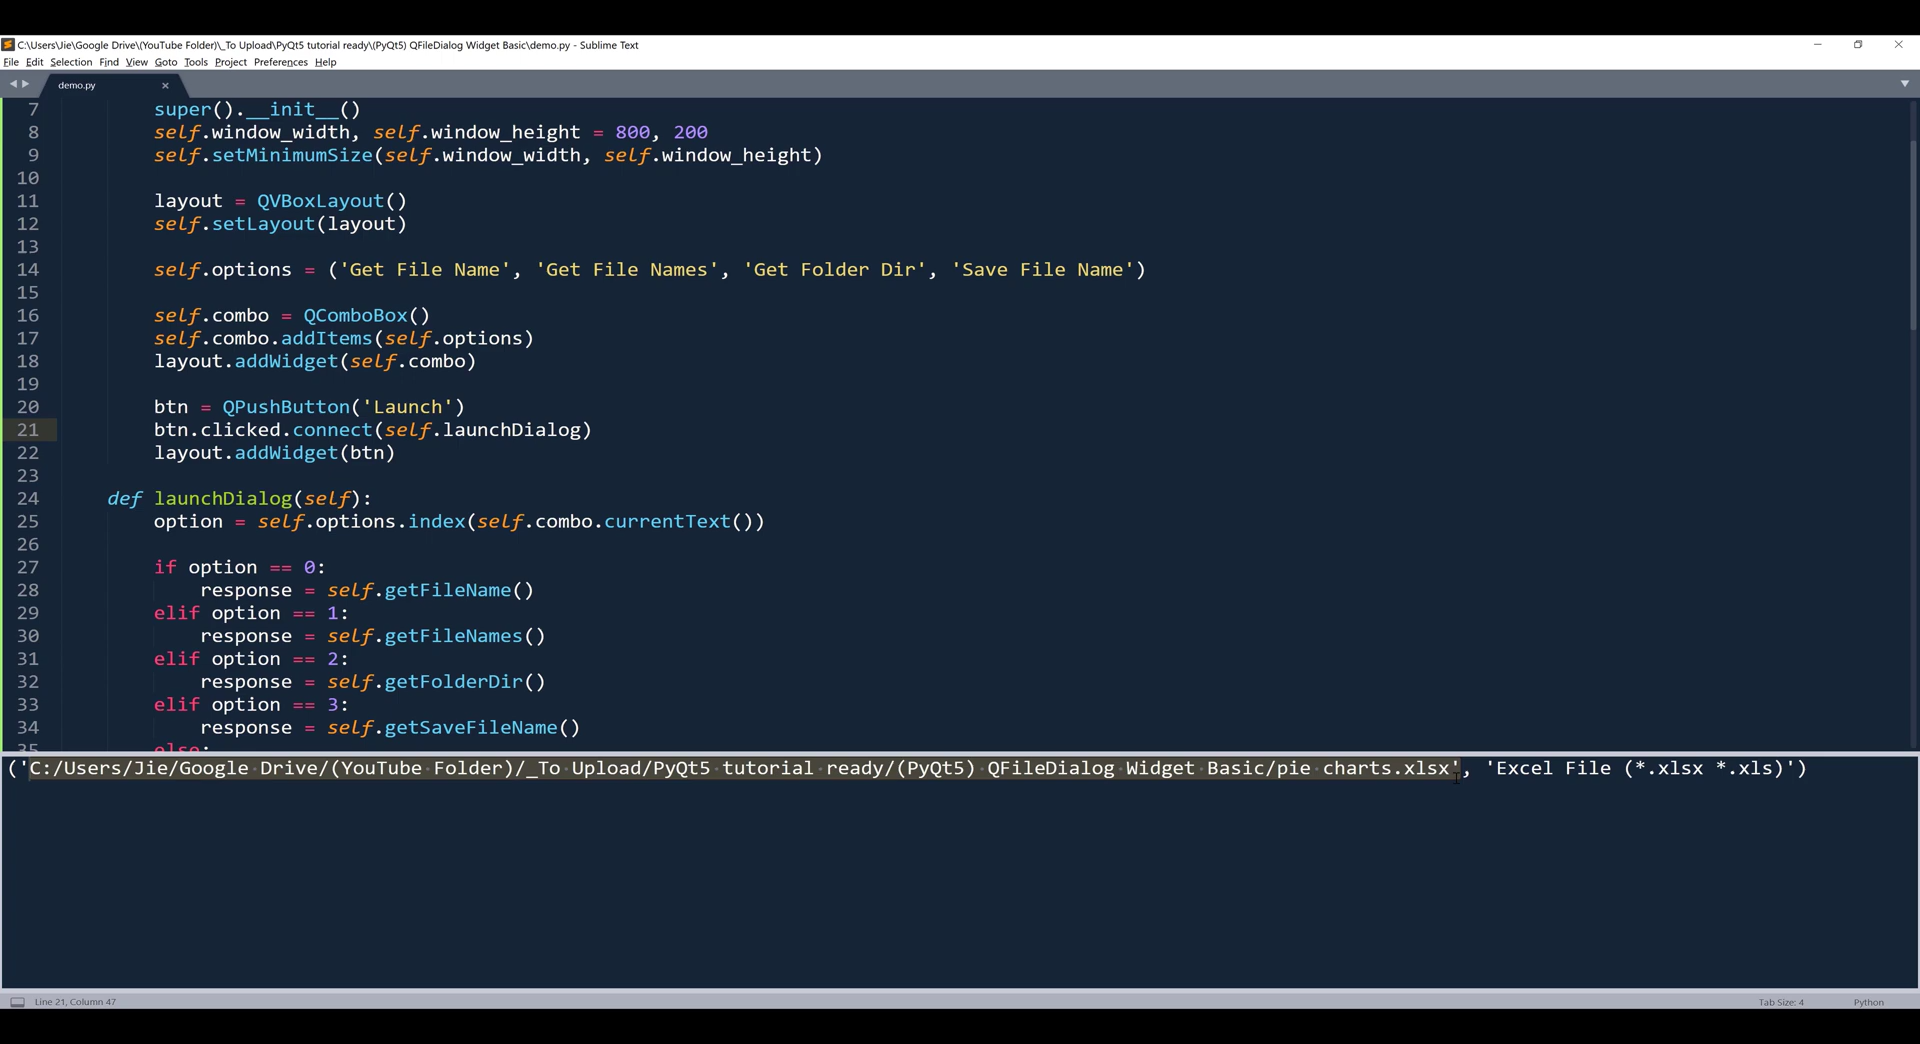 C:\Users\Jie\Google Drive\(YouTube Folder)\_To Upload\PyQt5 tutorial ready\(PyQt5) QFileDialog Widget Basic\demo.py - Sublime Text
File Edit Selection Find View Goto Tools Project Preferences Help
demo.py
7 super().__init__()
8 self.window_width, self.window_height = 800, 200
9 self.setMinimumSize(self.window_width, self.window_height)
10
11 layout = QVBoxLayout()
12 self.setLayout(layout)
13
14 self.options = ('Get File Name', 'Get File Names', 'Get Folder Dir', 'Save File Name')
15
16 self.combo = QComboBox()
17 self.combo.addItems(self.options)
18 layout.addWidget(self.combo)
19
20 btn = QPushButton('Launch')
21 btn.clicked.connect(self.launchDialog)
22 layout.addWidget(btn)
23
24 def launchDialog(self):
25 option = self.options.index(self.combo.currentText())
26
27 if option == 0:
28 response = self.getFileName()
29 elif option == 1:
30 response = self.getFileNames()
31 elif option == 2:
32 response = self.getFolderDir()
33 elif option == 3:
34 response = self.getSaveFileName()
35 else:
('C:/Users/Jie/Google Drive/(YouTube Folder)/_To Upload/PyQt5 tutorial ready/(PyQt5) QFileDialog Widget Basic/pie charts.xlsx', 'Excel File (*.xlsx *.xls)')
Line 21, Column 47 Tab Size: 4 Python